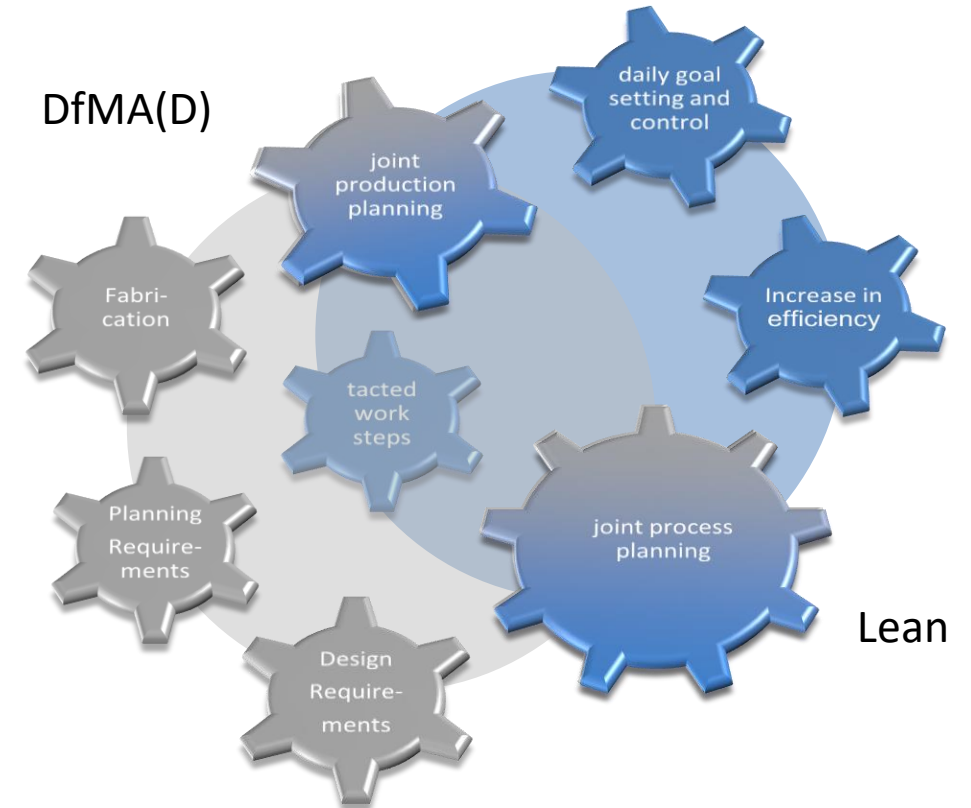 DfMA(D)
daily goal
setting and
control
joint
production
planning
Fabri-
cation
Increase in
efficiency
tacted
work
steps
Planning
Require-
ments
joint process
planning
Lean
Design
Require-
ments